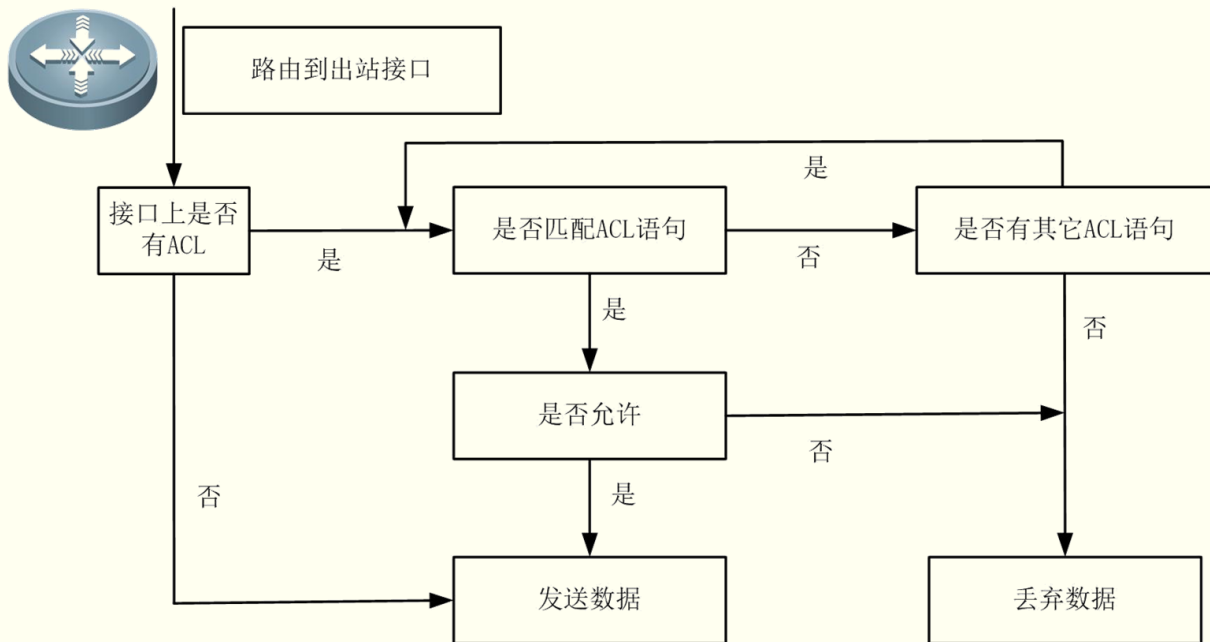 路由到出站接口
是
接口上是否
有ACL
是
是否匹配ACL语句
否
是否有其它ACL语句
是
否
是否允许
否
否
是
发送数据
丢弃数据